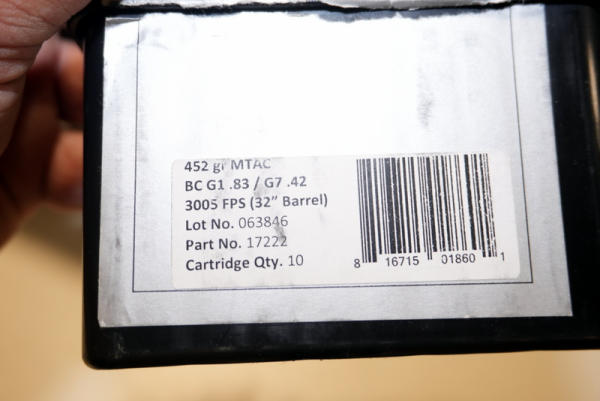 452 gr MTAC
BC G1 .83 / G7 .42
3005 FPS (32” Barrel)
Lot No. 063846
Part No. 17222
Cartridge Qty. 10
8 16715 01860 1